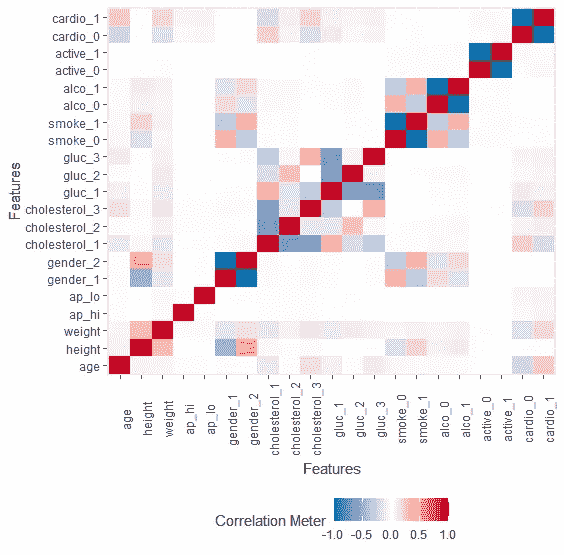 cardio_1
cardio_0
active_1
active_0
alco_1
alco_0
smoke_1
smoke_0
gluc_3
gluc_2
gluc_1
cholesterol_3
cholesterol_2
cholesterol_1
gender_2
gender_1
ap_lo
ap_hi
weight
height
age
Features
age
height
weight
ap_hi
ap_lo
gender_1
gender_2
cholesterol_1
cholesterol_2
cholesterol_3
gluc_1
gluc_2
gluc_3
smoke_0
smoke_1
alco_0
alco_1
active_0
active_1
cardio_0
cardio_1
Features
Correlation Meter
-1.0 -0.5 0.0 0.5 1.0